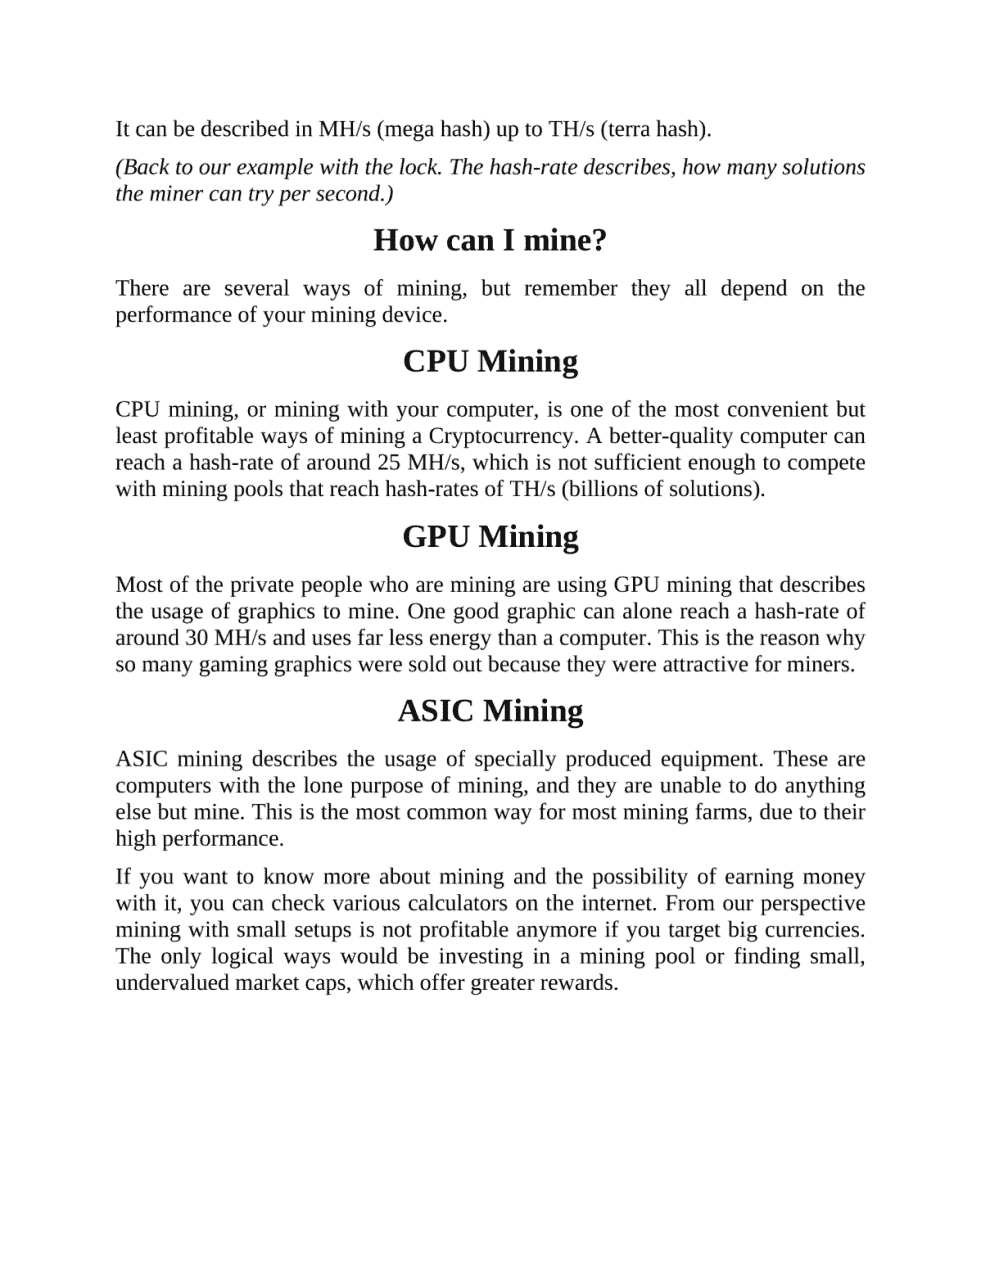 It can be described in MH/s (mega hash) up to TH/s (terra hash).
(Back to our example with the lock. The hash-rate describes, how many solutions
the miner can try per second.)
How can I mine?
There are several ways of mining, but remember they all depend on the
performance of your mining device.
CPU Mining
CPU mining, or mining with your computer, is one of the most convenient but
least profitable ways of mining a Cryptocurrency. A better-quality computer can
reach a hash-rate of around 25 MH/s, which is not sufficient enough to compete
with mining pools that reach hash-rates of TH/s (billions of solutions).
GPU Mining
Most of the private people who are mining are using GPU mining that describes
the usage of graphics to mine. One good graphic can alone reach a hash-rate of
around 30 MH/s and uses far less energy than a computer. This is the reason why
so many gaming graphics were sold out because they were attractive for miners.
ASIC Mining
ASIC mining describes the usage of specially produced equipment. These are
computers with the lone purpose of mining, and they are unable to do anything
else but mine. This is the most common way for most mining farms, due to their
high performance.
If you want to know more about mining and the possibility of earning money
with it, you can check various calculators on the internet. From our perspective
mining with small setups is not profitable anymore if you target big currencies.
The only logical ways would be investing in a mining pool or finding small,
undervalued market caps, which offer greater rewards.